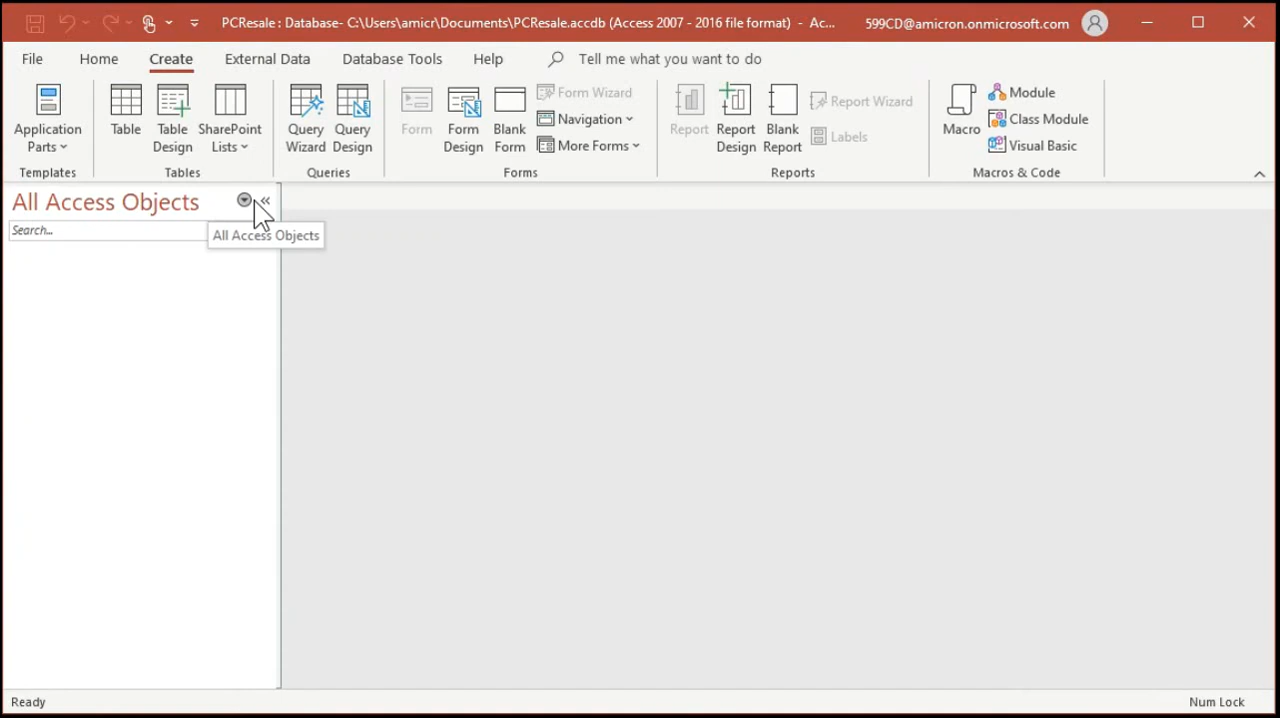 PCResale : Database- C:\Users\amicr\Documents\PCResale.accdb (Access 2007 - 2016 file format) - Ac... 599CD@amicron.onmicrosoft.com
File Home Create External Data Database Tools Help Tell me what you want to do
Application Parts
Templates
Table
Table Design
SharePoint Lists
Tables
Query Wizard
Query Design
Queries
Form
Form Design
Blank Form
Form Wizard
Navigation
More Forms
Forms
Report
Report Design
Blank Report
Report Wizard
Labels
Reports
Macro
Module
Class Module
Visual Basic
Macros & Code
All Access Objects
Search...
All Access Objects
Ready Num Lock